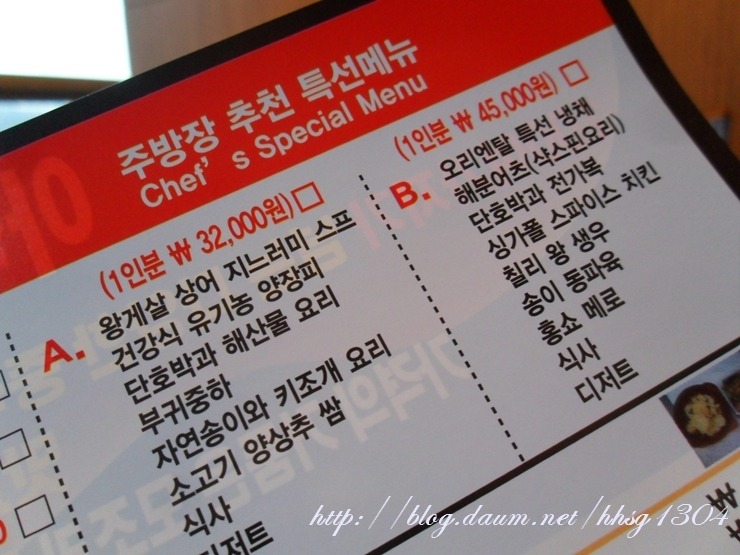 주방장 추천 특선메뉴
Chef's Special Menu
(1인분 ₩ 32,000원)□
A.
왕게살 상어 지느러미 스프
건강식 유기농 양장피
단호박과 해산물 요리
부귀중하
자연송이와 키조개 요리
소고기 양상추 쌈
식사
디저트
(1인분 ₩ 45,000원) □
B.
오리엔탈 특선 냉채
해분어츠(샥스핀요리)
단호박과 전가복
싱가폴 스파이스 치킨
칠리 왕 생우
송이 동파육
홍쇼 메로
식사
디저트
http://blog.daum.net/hhsg1304